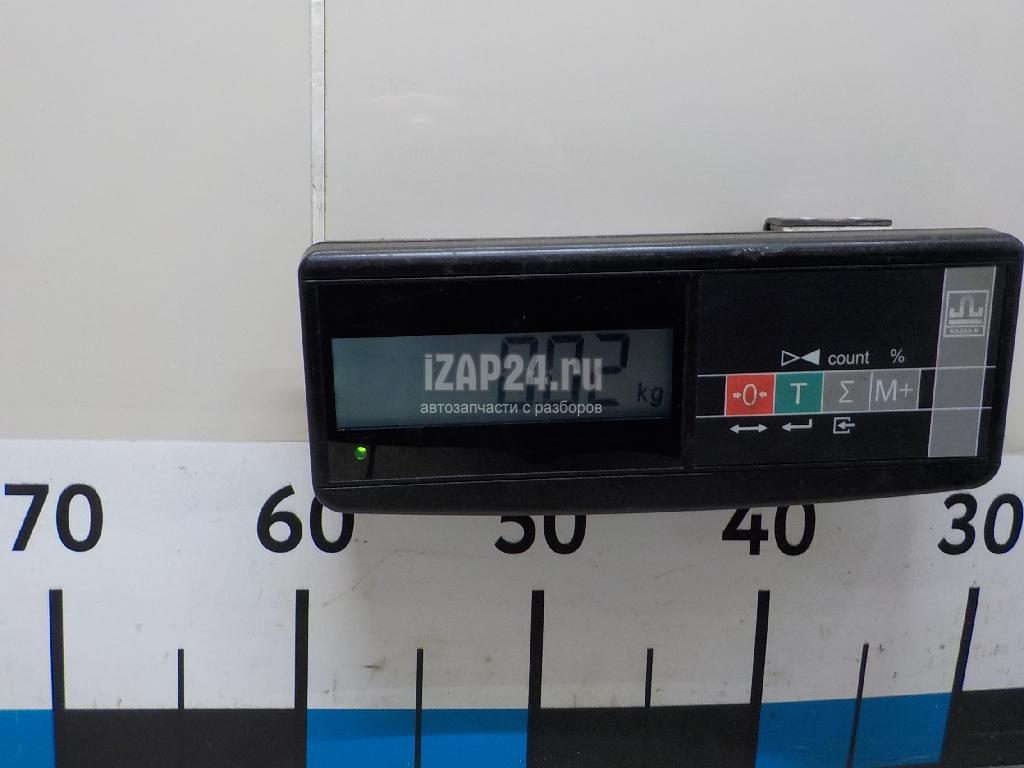 iZAP24.ru
автозапчасти с разборов
kg
count %
→0← T Σ M+
70 60 50 40 30